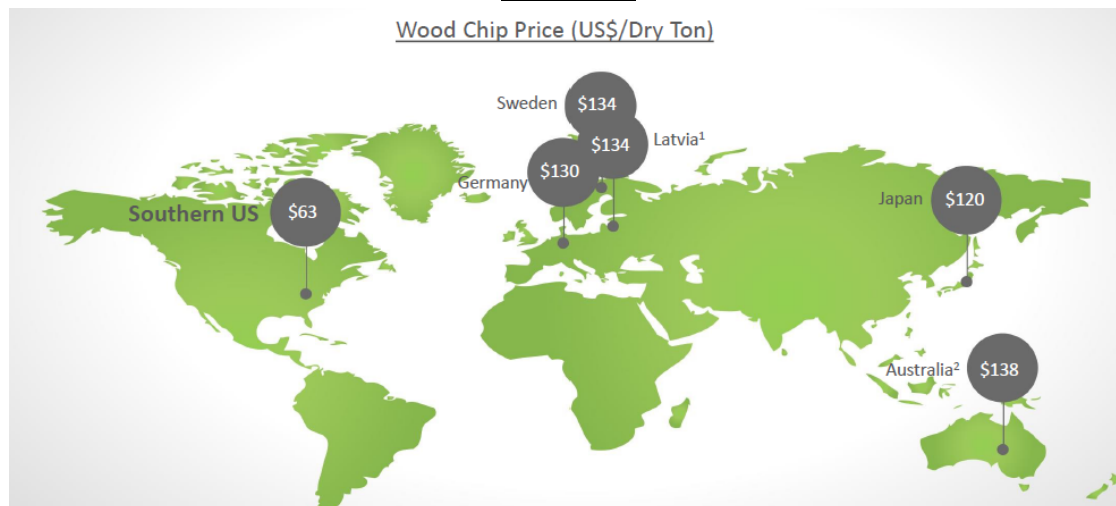 Wood Chip Price (US$/Dry Ton)
Sweden $134
$134 Latvia¹
Germany $130
Southern US $63
Japan $120
Australia² $138